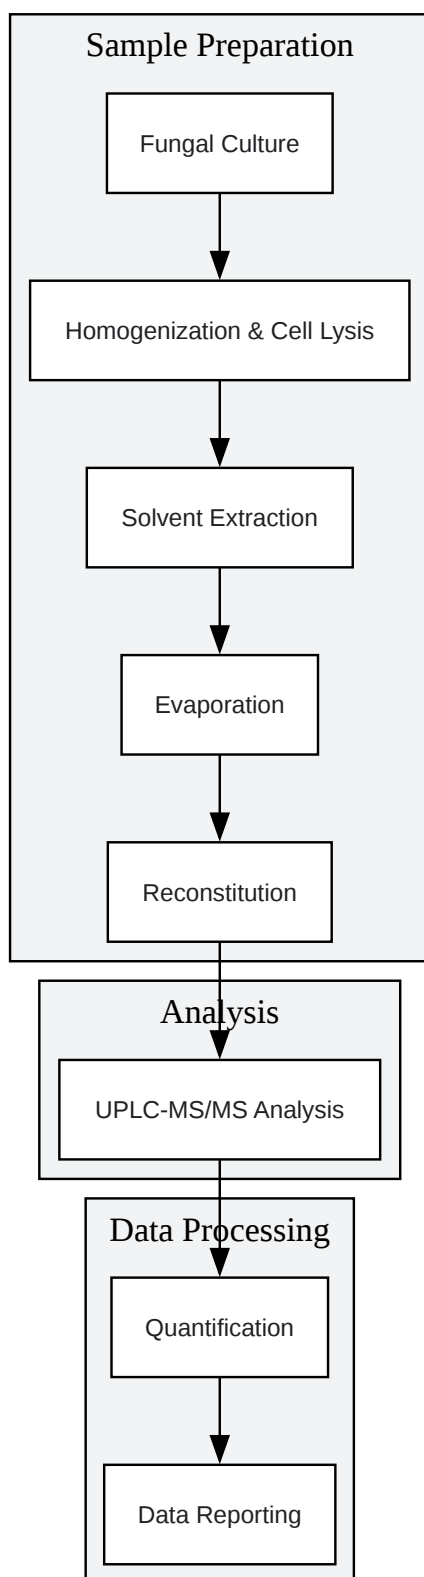 Sample Preparation
Fungal Culture
Homogenization & Cell Lysis
Solvent Extraction
Evaporation
Reconstitution
Analysis
UPLC-MS/MS Analysis
Data Processing
Quantification
Data Reporting